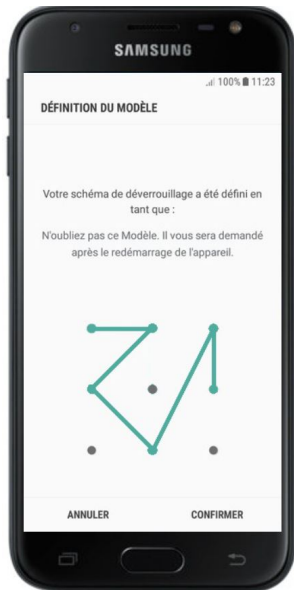 SAMSUNG
100% 11:23
DÉFINITION DU MODÈLE
Votre schéma de déverrouillage a été défini en
tant que :
N'oubliez pas ce Modèle. Il vous sera demandé
après le redémarrage de l'appareil.
ANNULER CONFIRMER